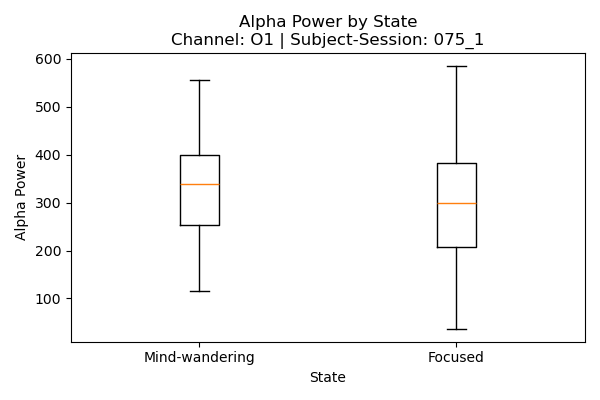 Alpha Power by State
Channel: O1 | Subject-Session: 075_1
600
500
400
300
200
100
Alpha Power
Mind-wandering
Focused
State